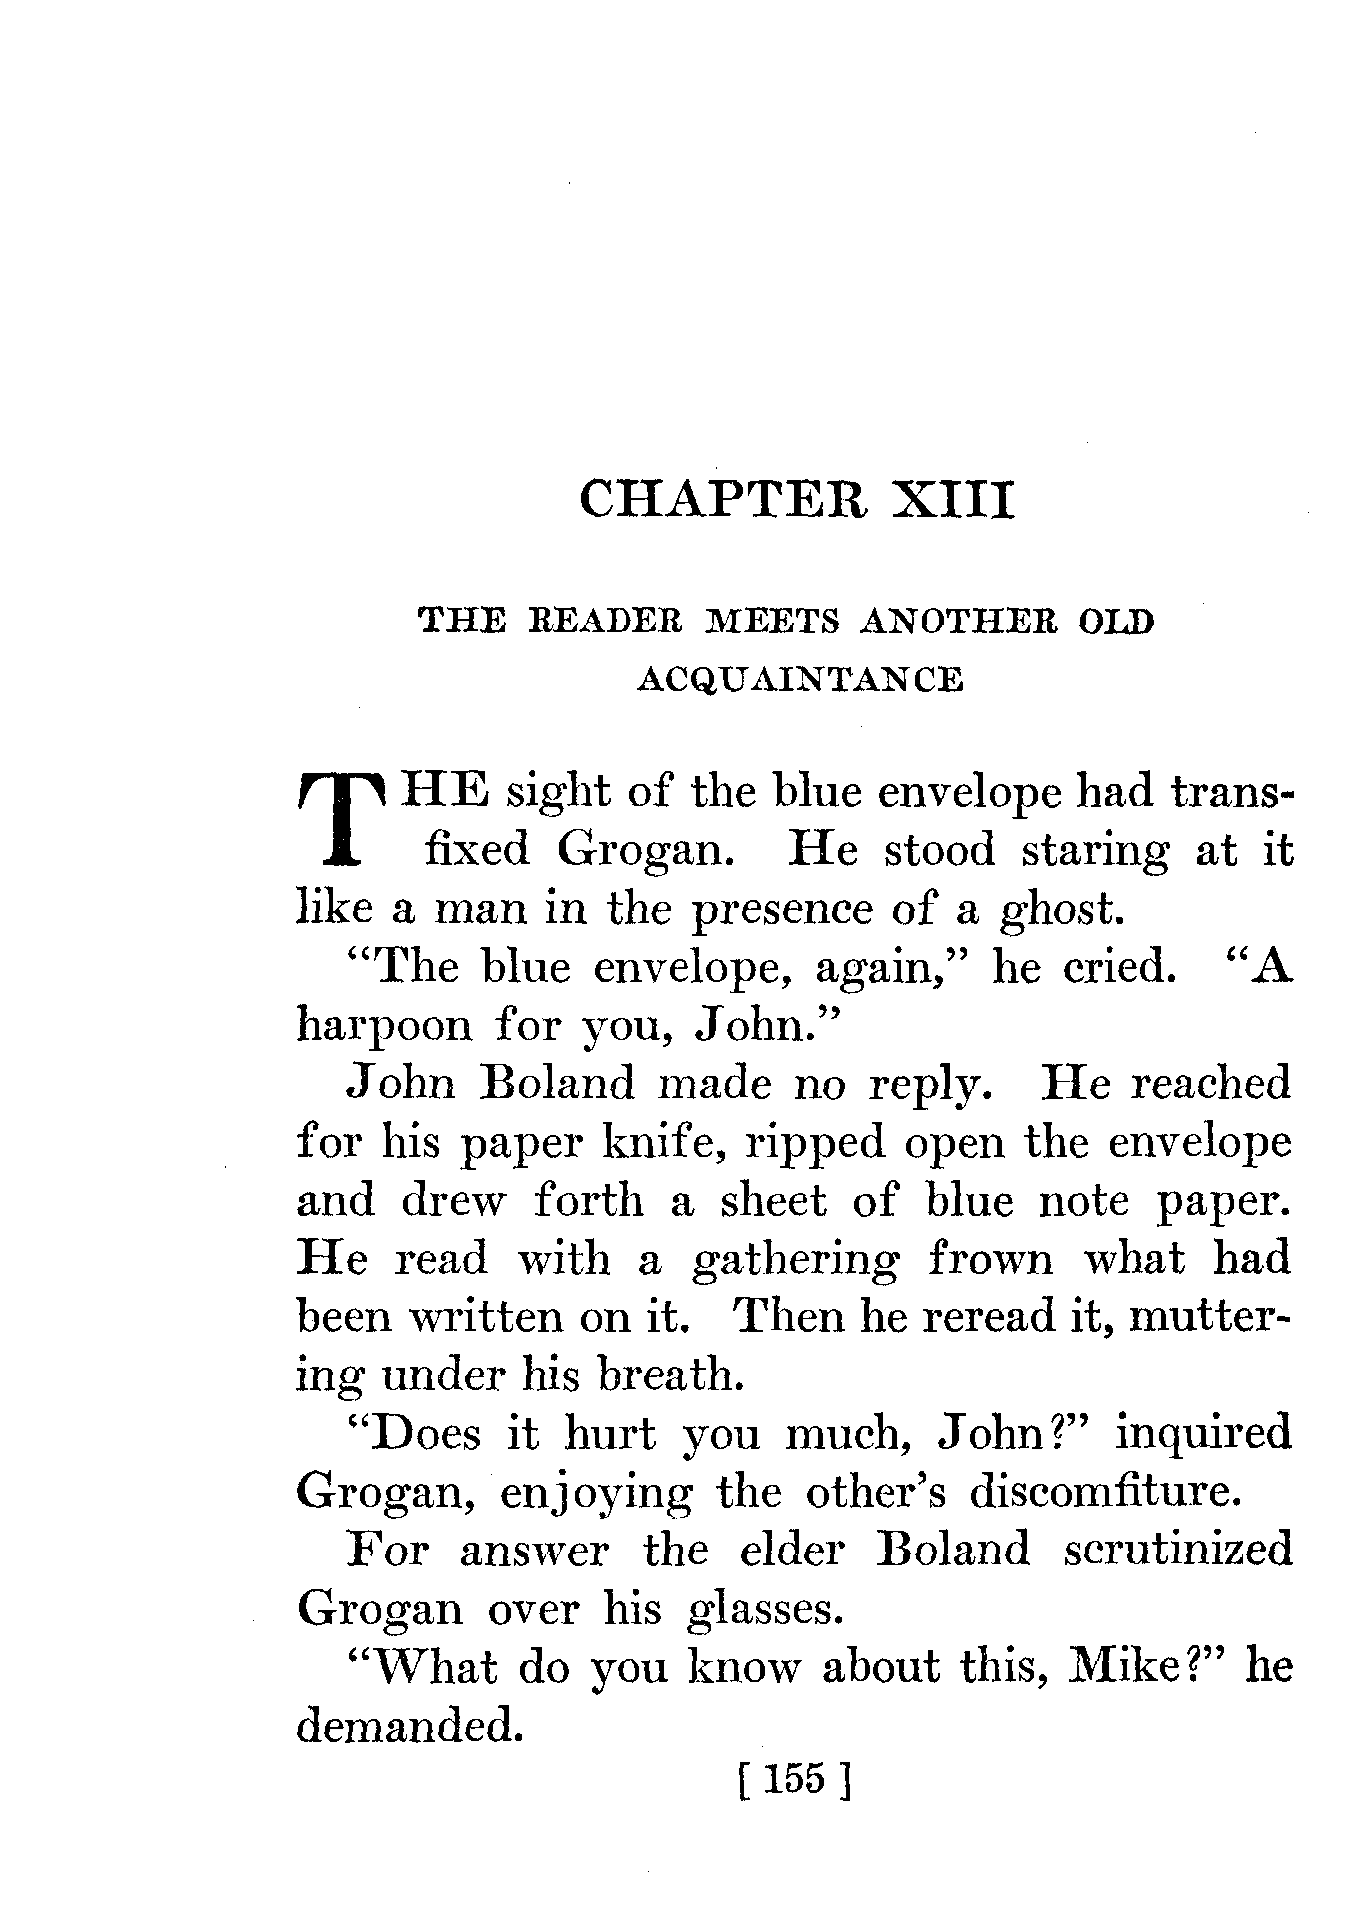 CHAPTER XIII
THE READER MEETS ANOTHER OLD
ACQUAINTANCE
THE sight of the blue envelope had trans-
fixed Grogan. He stood staring at it
like a man in the presence of a ghost.
“The blue envelope, again,” he cried. “A
harpoon for you, John.”
John Boland made no reply. He reached
for his paper knife, ripped open the envelope
and drew forth a sheet of blue note paper.
He read with a gathering frown what had
been written on it. Then he reread it, mutter-
ing under his breath.
“Does it hurt you much, John?” inquired
Grogan, enjoying the other’s discomfiture.
For answer the elder Boland scrutinized
Grogan over his glasses.
“What do you know about this, Mike?” he
demanded.
[ 155 ]